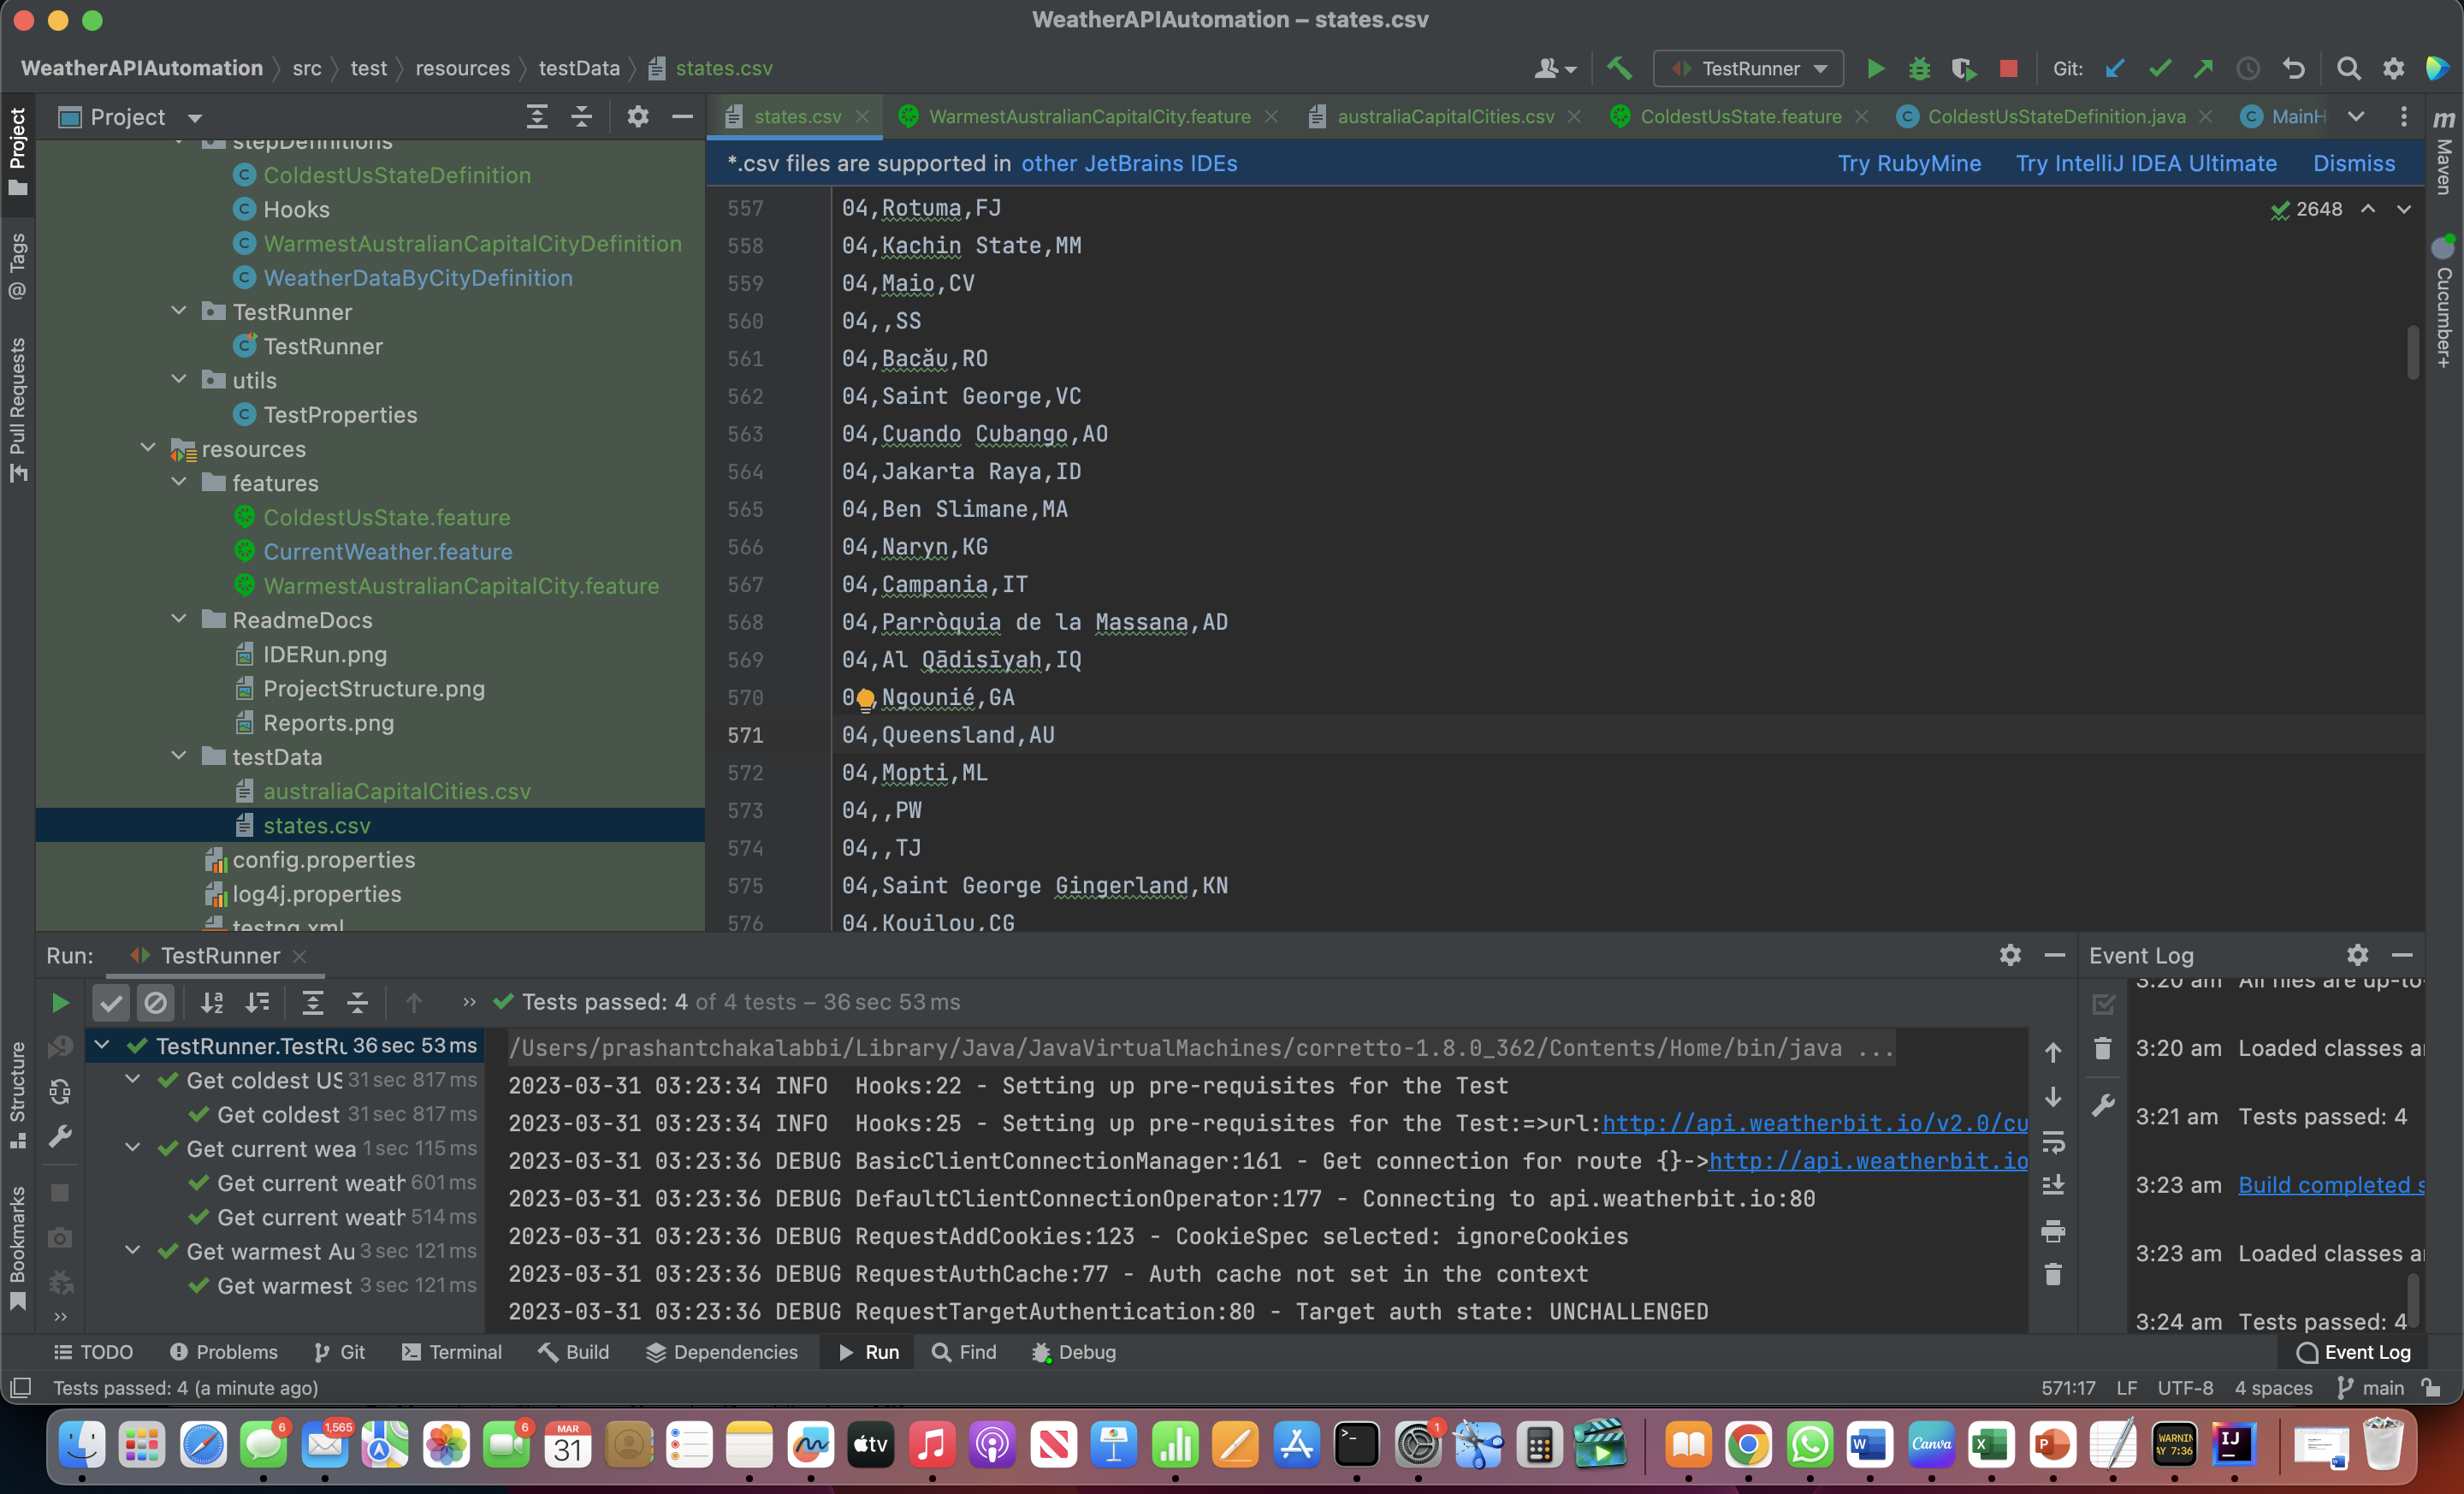 WeatherAPIAutomation – states.csv
WeatherAPIAutomation src test resources testData states.csv
TestRunner
Git:
Project
states.csv
WarmestAustralianCapitalCity.feature
australiaCapitalCities.csv
ColdestUsState.feature
ColdestUsStateDefinition.java
MainH
*.csv files are supported in other JetBrains IDEs
Try RubyMine Try IntelliJ IDEA Ultimate Dismiss
Project
Tags
Pull Requests
Structure
Bookmarks
Maven
Cucumber+
stepDefinitions
ColdestUsStateDefinition
Hooks
WarmestAustralianCapitalCityDefinition
WeatherDataByCityDefinition
TestRunner
TestRunner
utils
TestProperties
resources
features
ColdestUsState.feature
CurrentWeather.feature
WarmestAustralianCapitalCity.feature
ReadmeDocs
IDERun.png
ProjectStructure.png
Reports.png
testData
australiaCapitalCities.csv
states.csv
config.properties
log4j.properties
testng.xml
2648
557 04,Rotuma,FJ
558 04,Kachin State,MM
559 04,Maio,CV
560 04,,SS
561 04,Bacău,RO
562 04,Saint George,VC
563 04,Cuando Cubango,AO
564 04,Jakarta Raya,ID
565 04,Ben Slimane,MA
566 04,Naryn,KG
567 04,Campania,IT
568 04,Parròquia de la Massana,AD
569 04,Al Qādisīyah,IQ
570 0,Ngounié,GA
571 04,Queensland,AU
572 04,Mopti,ML
573 04,,PW
574 04,,TJ
575 04,Saint George Gingerland,KN
576 04,Kouilou,CG
Run: TestRunner
Tests passed: 4 of 4 tests – 36 sec 53 ms
TestRunner.TestRu 36 sec 53 ms
Get coldest US 31 sec 817 ms
Get coldest 31 sec 817 ms
Get current wea 1 sec 115 ms
Get current weath 601 ms
Get current weath 514 ms
Get warmest Au 3 sec 121 ms
Get warmest 3 sec 121 ms
/Users/prashantchakalabbi/Library/Java/JavaVirtualMachines/corretto-1.8.0_362/Contents/Home/bin/java ...
2023-03-31 03:23:34 INFO  Hooks:22 - Setting up pre-requisites for the Test
2023-03-31 03:23:34 INFO  Hooks:25 - Setting up pre-requisites for the Test:=>url:http://api.weatherbit.io/v2.0/cu
2023-03-31 03:23:36 DEBUG BasicClientConnectionManager:161 - Get connection for route {}->http://api.weatherbit.io
2023-03-31 03:23:36 DEBUG DefaultClientConnectionOperator:177 - Connecting to api.weatherbit.io:80
2023-03-31 03:23:36 DEBUG RequestAddCookies:123 - CookieSpec selected: ignoreCookies
2023-03-31 03:23:36 DEBUG RequestAuthCache:77 - Auth cache not set in the context
2023-03-31 03:23:36 DEBUG RequestTargetAuthentication:80 - Target auth state: UNCHALLENGED
Event Log
3:20 am All files are up-to-
3:20 am Loaded classes a
3:21 am Tests passed: 4
3:23 am Build completed s
3:23 am Loaded classes a
3:24 am Tests passed: 4
TODO Problems Git Terminal Build Dependencies Run Find Debug Event Log
Tests passed: 4 (a minute ago)
571:17 LF UTF-8 4 spaces main
6
1,565
6
MAR
31
tv
1
W
Canva
X
P
WARNIN
AY 7:36
IJ